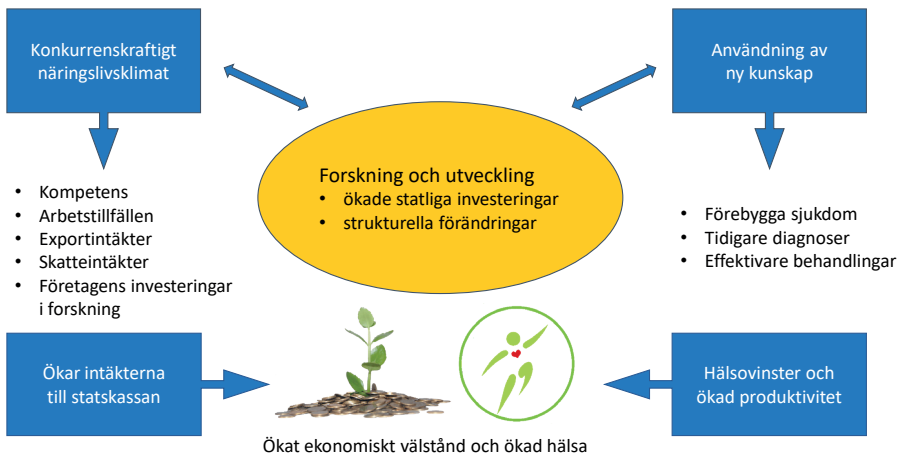 Konkurrenskraftigt
näringslivsklimat
Användning av
ny kunskap
Forskning och utveckling
• ökade statliga investeringar
• strukturella förändringar
• Kompetens
• Arbetstillfällen
• Exportintäkter
• Skatteintäkter
• Företagens investeringar
i forskning
• Förebygga sjukdom
• Tidigare diagnoser
• Effektivare behandlingar
Ökar intäkterna
till statskassan
Hälsovinster och
ökad produktivitet
Ökat ekonomiskt välstånd och ökad hälsa